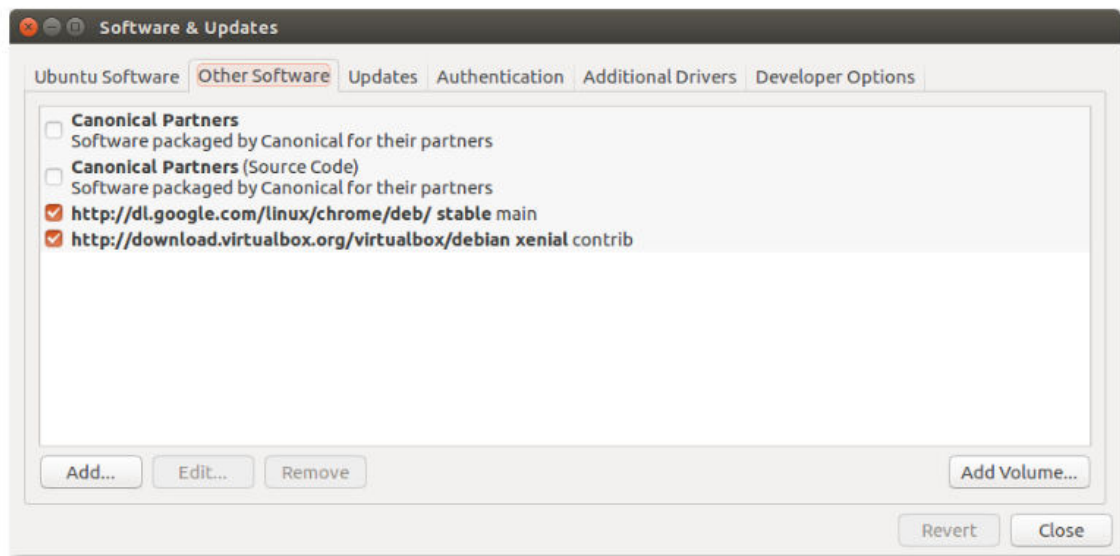 Software & Updates
Ubuntu Software Other Software Updates Authentication Additional Drivers Developer Options
Canonical Partners
Software packaged by Canonical for their partners
Canonical Partners (Source Code)
Software packaged by Canonical for their partners
http://dl.google.com/linux/chrome/deb/ stable main
http://download.virtualbox.org/virtualbox/debian xenial contrib
Add... Edit... Remove Add Volume...
Revert Close